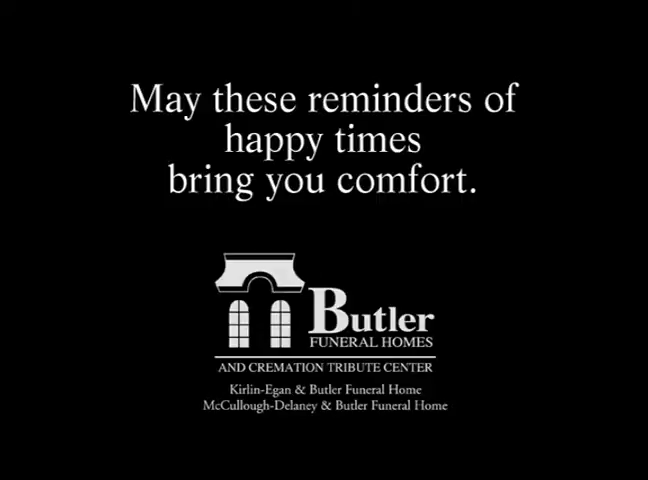 May these reminders of
happy times
bring you comfort.
Butler
FUNERAL HOMES
AND CREMATION TRIBUTE CENTER
Kirlin-Egan & Butler Funeral Home
McCullough-Delaney & Butler Funeral Home